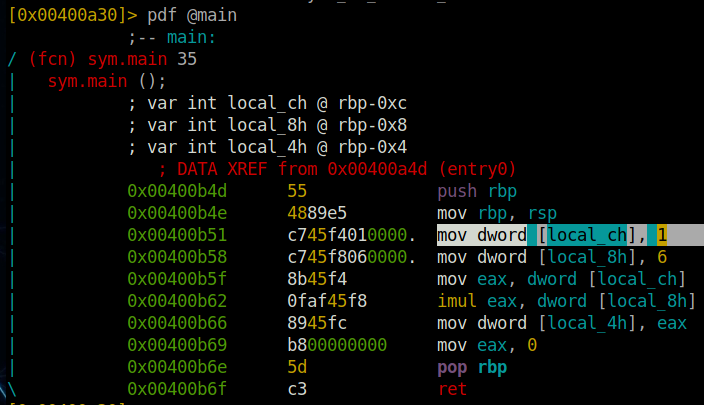 [0x00400a30]> pdf @main
;-- main:
/ (fcn) sym.main 35
|   sym.main ();
|           ; var int local_ch @ rbp-0xc
|           ; var int local_8h @ rbp-0x8
|           ; var int local_4h @ rbp-0x4
|              ; DATA XREF from 0x00400a4d (entry0)
|           0x00400b4d      55             push rbp
|           0x00400b4e      4889e5         mov rbp, rsp
|           0x00400b51      c745f4010000.  mov dword [local_ch], 1
|           0x00400b58      c745f8060000.  mov dword [local_8h], 6
|           0x00400b5f      8b45f4         mov eax, dword [local_ch]
|           0x00400b62      0faf45f8       imul eax, dword [local_8h]
|           0x00400b66      8945fc         mov dword [local_4h], eax
|           0x00400b69      b800000000     mov eax, 0
|           0x00400b6e      5d             pop rbp
\           0x00400b6f      c3             ret